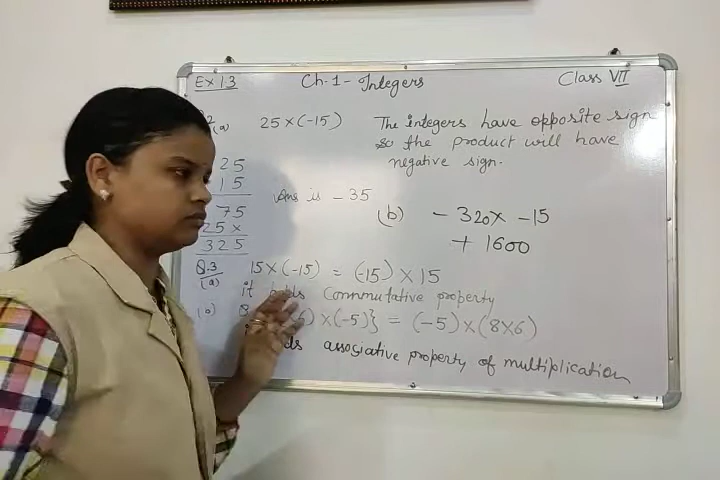 Ex 1.3 Ch-1-Integers Class VII
2 (a) 25×(-15) The integers have opposite sign
so the product will have
negative sign.
25
15
75
25×
325
Ans is -35
(b) -320× -15
+ 1600
Q.3
(a) 15×(-15) = (-15)×15
it holds Commutative property
(b) 8 6)×(-5)} = (-5)×(8×6)
associative property of multiplication